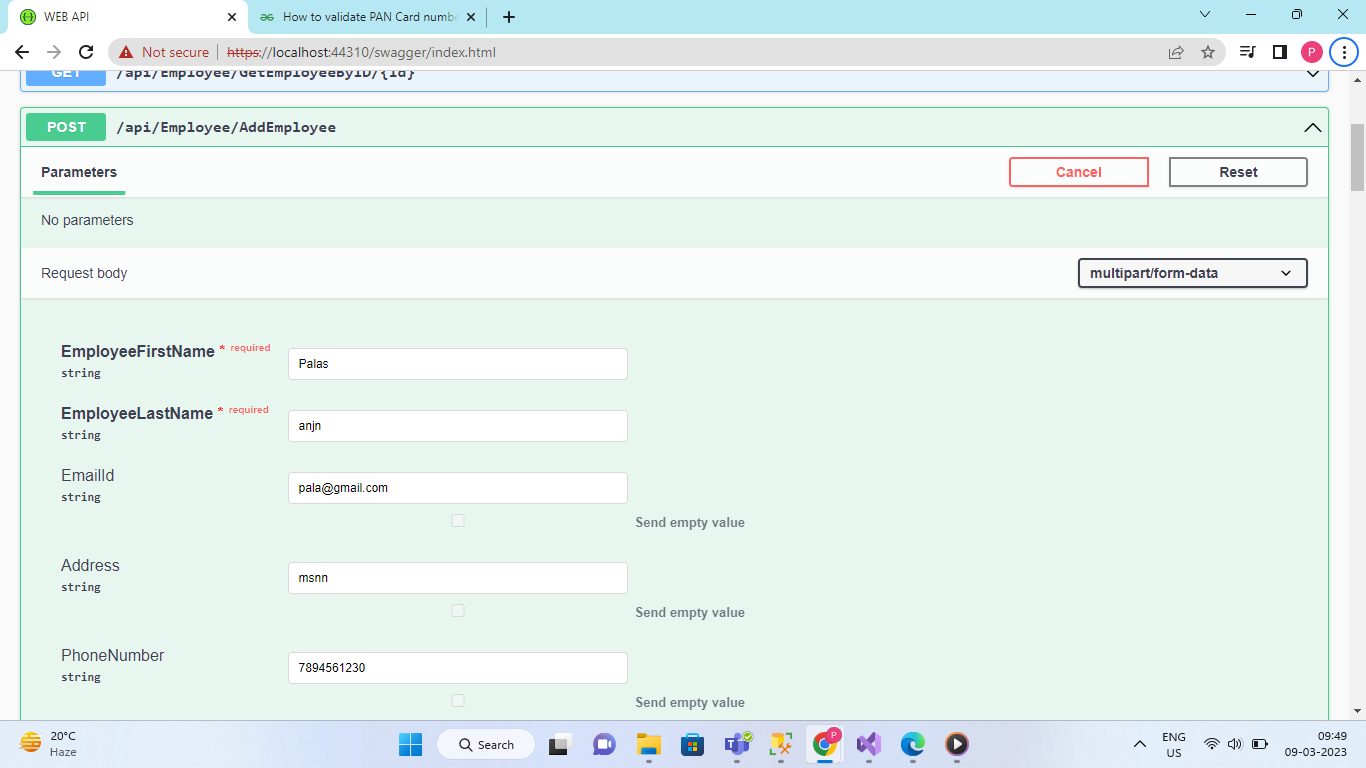 WEB API
How to validate PAN Card numbe
Not secure
https://localhost:44310/swagger/index.html
P
GET /api/Employee/GetEmployeeByID/{id}
POST /api/Employee/AddEmployee
Parameters
Cancel
Reset
No parameters
Request body
multipart/form-data
EmployeeFirstName * required
string
Palas
EmployeeLastName * required
string
anjn
EmailId
string
pala@gmail.com
Send empty value
Address
string
msnn
Send empty value
PhoneNumber
string
7894561230
Send empty value
20°C
Haze
Search
P
ENG
US
09:49
09-03-2023